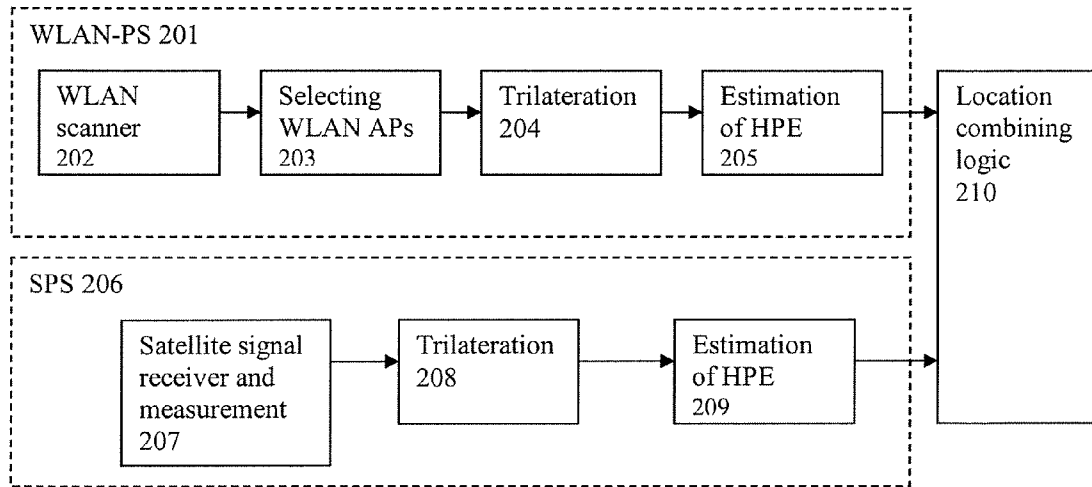 WLAN-PS 201
WLAN
scanner
202
Selecting
WLAN APs
203
Trilateration
204
Estimation
of HPE
205
Location
combining
logic
210
SPS 206
Satellite signal
receiver and
measurement
207
Trilateration
208
Estimation
of HPE
209